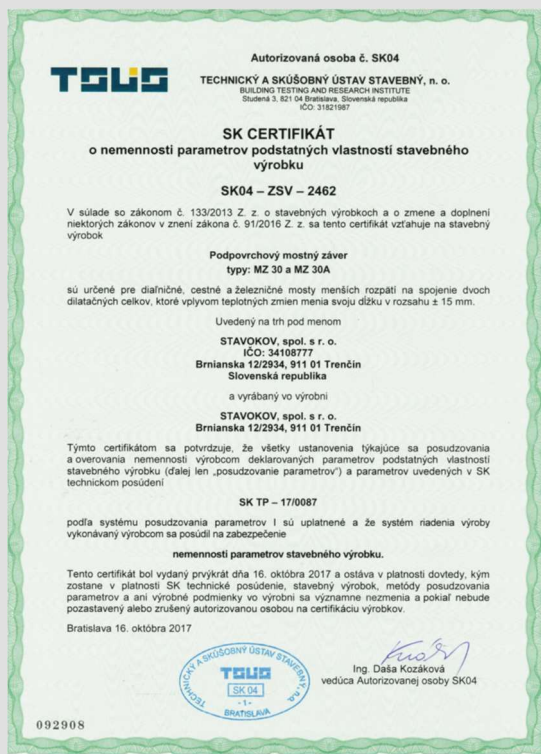 TSÚS
Autorizovaná osoba č. SK04
TECHNICKÝ A SKÚŠOBNÝ ÚSTAV STAVEBNÝ, n. o.
BUILDING TESTING AND RESEARCH INSTITUTE
Studená 3, 821 04 Bratislava, Slovenská republika
IČO: 31821987
SK CERTIFIKÁT
o nemennosti parametrov podstatných vlastností stavebného
výrobku
SK04 – ZSV – 2462
V súlade so zákonom č. 133/2013 Z. z. o stavebných výrobkoch a o zmene a doplnení
niektorých zákonov v znení zákona č. 91/2016 Z. z. sa tento certifikát vzťahuje na stavebný
výrobok
Podpovrchový mostný záver
typy: MZ 30 a MZ 30A
sú určené pre diaľničné, cestné a železničné mosty menších rozpätí na spojenie dvoch
dilatačných celkov, ktoré vplyvom teplotných zmien menia svoju dĺžku v rozsahu ± 15 mm.
Uvedený na trh pod menom
STAVOKOV, spol. s r. o.
IČO: 34108777
Brnianska 12/2934, 911 01 Trenčín
Slovenská republika
a vyrábaný vo výrobni
STAVOKOV, spol. s r. o.
Brnianska 12/2934, 911 01 Trenčín
Týmto certifikátom sa potvrdzuje, že všetky ustanovenia týkajúce sa posudzovania
a overovania nemennosti výrobcom deklarovaných parametrov podstatných vlastností
stavebného výrobku (ďalej len „posudzovanie parametrov") a parametrov uvedených v SK
technickom posúdení
SK TP – 17/0087
podľa systému posudzovania parametrov I sú uplatnené a že systém riadenia výroby
vykonávaný výrobcom sa posúdil na zabezpečenie
nemennosti parametrov stavebného výrobku.
Tento certifikát bol vydaný prvýkrát dňa 16. októbra 2017 a ostáva v platnosti dovtedy, kým
zostane v platnosti SK technické posúdenie, stavebný výrobok, metódy posudzovania
parametrov a ani výrobné podmienky vo výrobni sa významne nezmenia a pokiaľ nebude
pozastavený alebo zrušený autorizovanou osobou na certifikáciu výrobkov.
Bratislava 16. októbra 2017
TECHNICKÝ A SKÚŠOBNÝ ÚSTAV STAVEBNÝ, n.o.
TSÚS
SK 04
- 1 -
BRATISLAVA
Ing. Daša Kozáková
vedúca Autorizovanej osoby SK04
092908